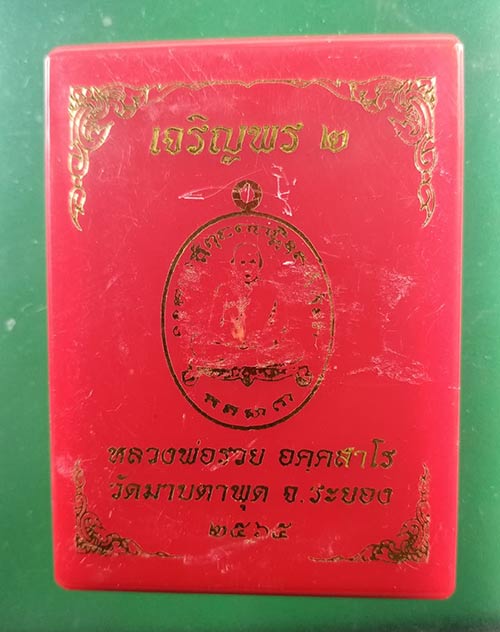 เจริญพร ๒
หลวงพ่อรวย อคฺคสาโร
วัดมาบตาพุด จ.ระยอง
๒๕๖๕